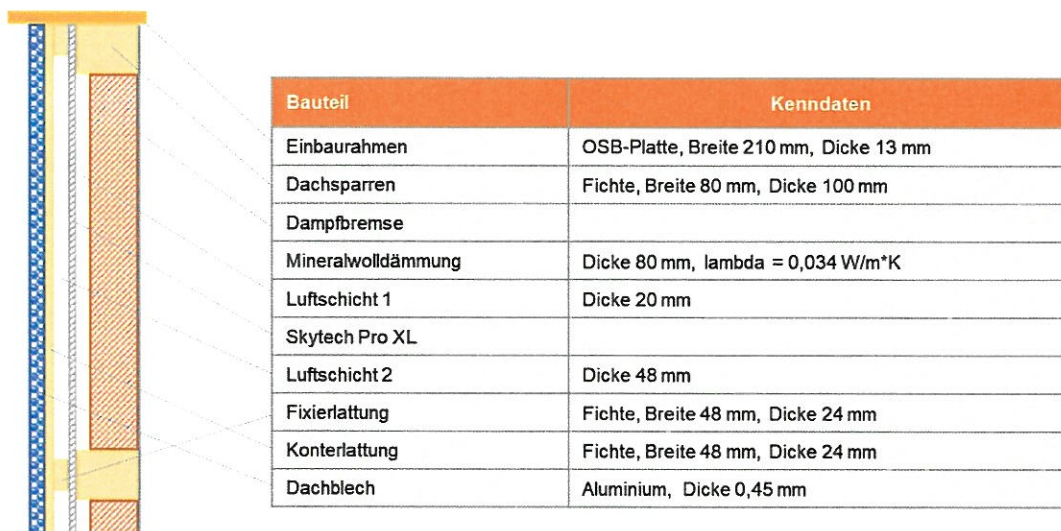 Bauteil Kenndaten
Einbaurahmen OSB-Platte, Breite 210 mm, Dicke 13 mm
Dachsparren Fichte, Breite 80 mm, Dicke 100 mm
Dampfbremse
Mineralwolldämmung Dicke 80 mm, lambda = 0,034 W/m*K
Luftschicht 1 Dicke 20 mm
Skytech Pro XL
Luftschicht 2 Dicke 48 mm
Fixierlattung Fichte, Breite 48 mm, Dicke 24 mm
Konterlattung Fichte, Breite 48 mm, Dicke 24 mm
Dachblech Aluminium, Dicke 0,45 mm